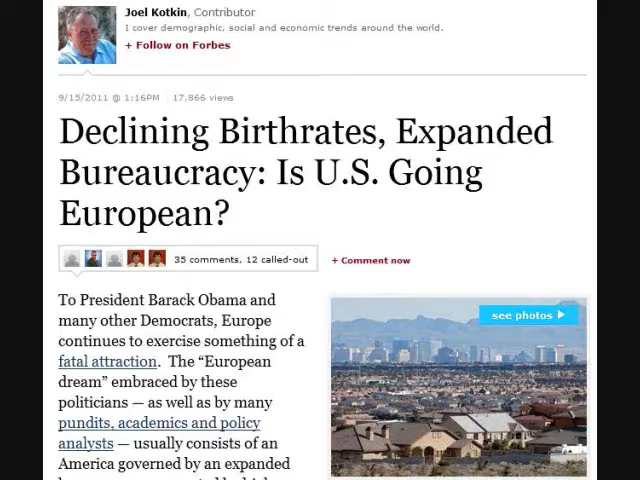 Joel Kotkin, Contributor
I cover demographic, social and economic trends around the world.
+ Follow on Forbes
9/15/2011 @ 1:16PM | 17,866 views
Declining Birthrates, Expanded
Bureaucracy: Is U.S. Going
European?
35 comments, 12 called-out
+ Comment now
To President Barack Obama and
many other Democrats, Europe
continues to exercise something of a
fatal attraction. The “European
dream” embraced by these
politicians — as well as by many
pundits, academics and policy
analysts — usually consists of an
America governed by an expanded
see photos